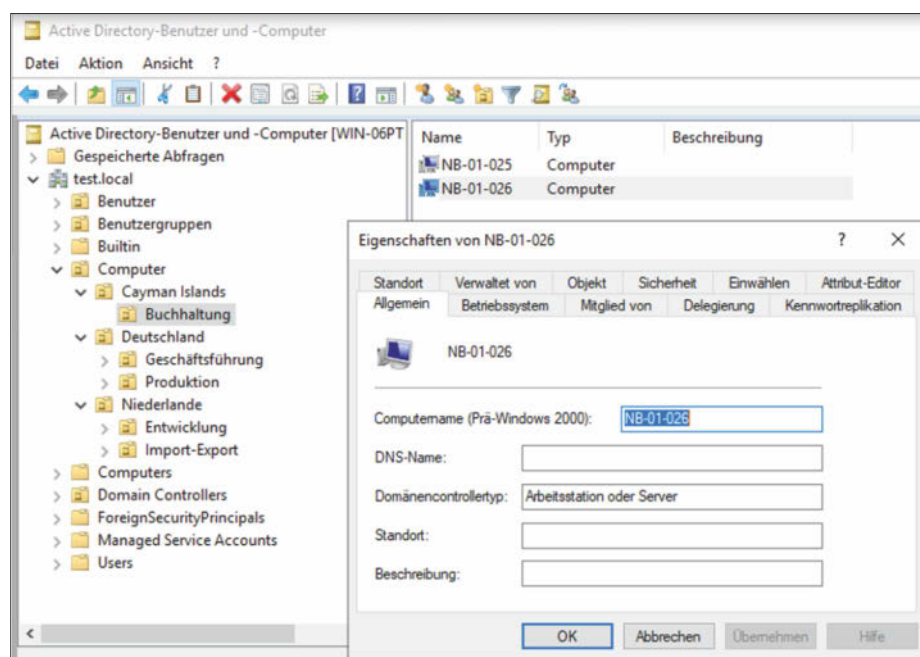 Active Directory-Benutzer und -Computer
Datei Aktion Ansicht ?
Active Directory-Benutzer und -Computer [WIN-06PT
Gespeicherte Abfragen
test.local
Benutzer
Benutzergruppen
Builtin
Computer
Cayman Islands
Buchhaltung
Deutschland
Geschäftsführung
Produktion
Niederlande
Entwicklung
Import-Export
Computers
Domain Controllers
ForeignSecurityPrincipals
Managed Service Accounts
Users
Name Typ Beschreibung
NB-01-025 Computer
NB-01-026 Computer
Eigenschaften von NB-01-026 ?
Standort Verwaltet von Objekt Sicherheit Einwählen Attribut-Editor
Allgemein Betriebssystem Mitglied von Delegierung Kennwortreplikation
NB-01-026
Computername (Prä-Windows 2000): NB-01-026
DNS-Name:
Domänencontrollertyp: Arbeitsstation oder Server
Standort:
Beschreibung:
OK Abbrechen Übernehmen Hilfe